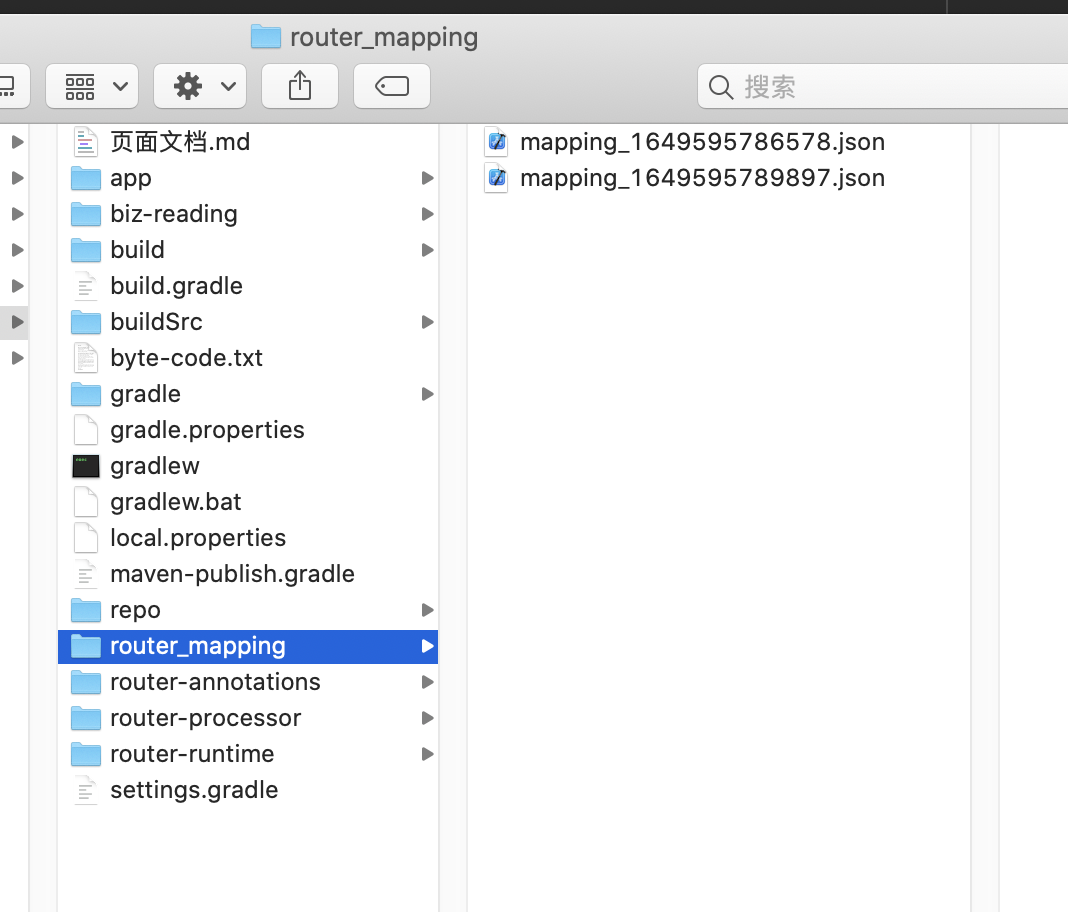 router_mapping
搜索
页面文档.md
app
biz-reading
build
build.gradle
buildSrc
byte-code.txt
gradle
gradle.properties
gradlew
gradlew.bat
local.properties
maven-publish.gradle
repo
router_mapping
router-annotations
router-processor
router-runtime
settings.gradle
mapping_1649595786578.json
mapping_1649595789897.json